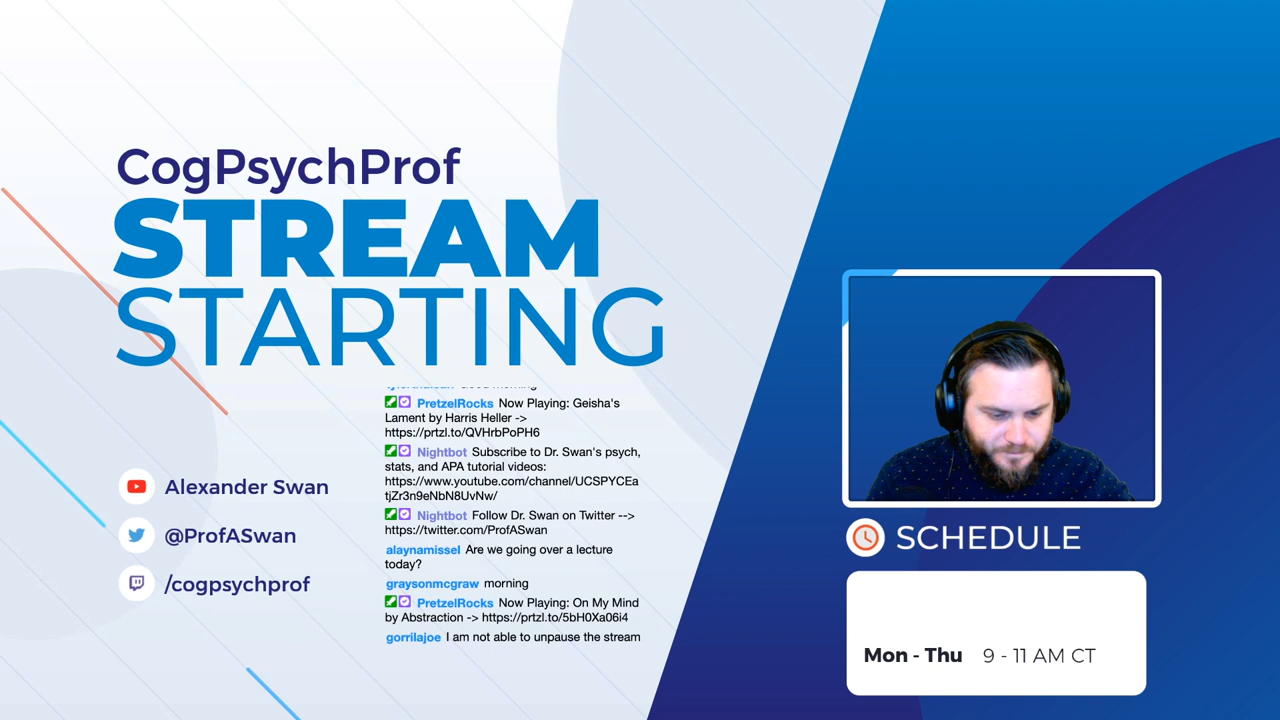 CogPsychProf
STREAM
STARTING
PretzelRocks Now Playing: Geisha's
Lament by Harris Heller ->
https://prtzl.to/QVHrbPoPH6
Nightbot Subscribe to Dr. Swan's psych,
stats, and APA tutorial videos:
https://www.youtube.com/channel/UCSPYCEa
tjZr3n9eNbN8UvNw/
Nightbot Follow Dr. Swan on Twitter -->
https://twitter.com/ProfASwan
alaynamissel Are we going over a lecture
today?
graysonmcgraw morning
PretzelRocks Now Playing: On My Mind
by Abstraction -> https://prtzl.to/5bH0Xa06i4
gorrilajoe I am not able to unpause the stream
Alexander Swan
@ProfASwan
/cogpsychprof
SCHEDULE
Mon - Thu 9 - 11 AM CT